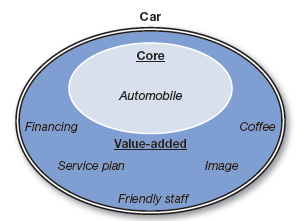 Car
Core
Automobile
Financing
Coffee
Value-added
Service plan
Image
Friendly staff